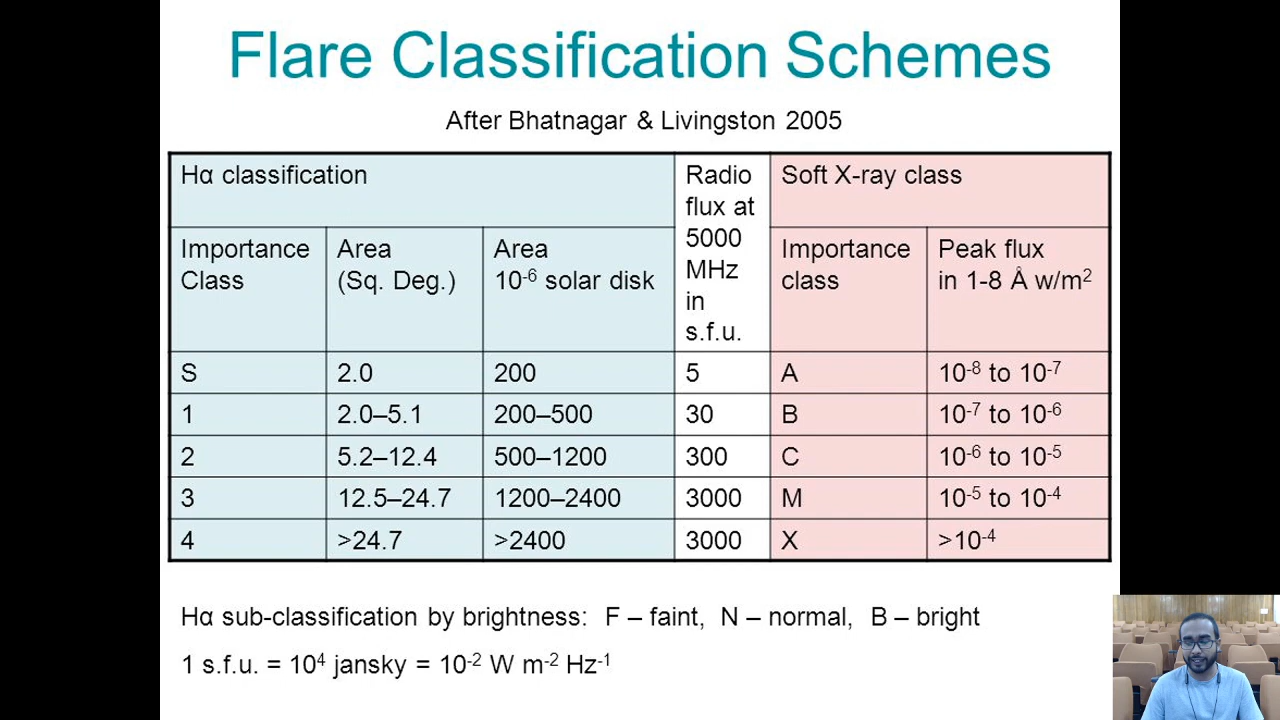 Flare Classification Schemes
After Bhatnagar & Livingston 2005
Hα classification
Radio flux at 5000 MHz in s.f.u.
Soft X-ray class
Importance Class
Area (Sq. Deg.)
Area 10⁻⁶ solar disk
Importance class
Peak flux in 1-8 Å w/m²
S 2.0 200 5 A 10⁻⁸ to 10⁻⁷
1 2.0–5.1 200–500 30 B 10⁻⁷ to 10⁻⁶
2 5.2–12.4 500–1200 300 C 10⁻⁶ to 10⁻⁵
3 12.5–24.7 1200–2400 3000 M 10⁻⁵ to 10⁻⁴
4 >24.7 >2400 3000 X >10⁻⁴
Hα sub-classification by brightness: F – faint, N – normal, B – bright
1 s.f.u. = 10⁴ jansky = 10⁻² W m⁻² Hz⁻¹